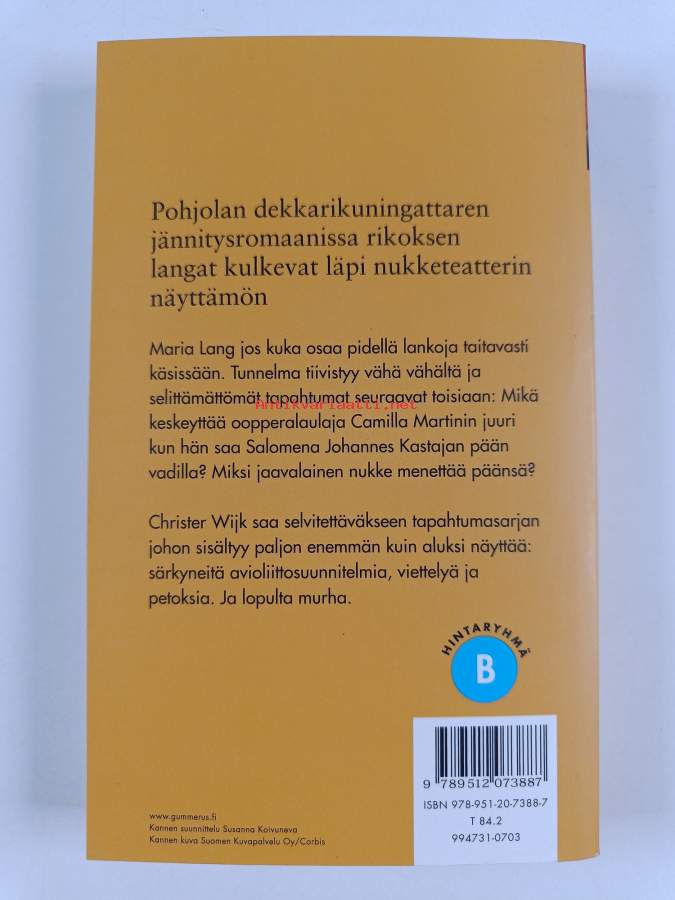 Pohjolan dekkarikuningattaren
jännitysromaanissa rikoksen
langat kulkevat läpi nukketeatterin
näyttämön
Maria Lang jos kuka osaa pidellä lankoja taitavasti
käsissään. Tunnelma tiivistyy vähä vähältä ja
selittämättömät tapahtumat seuraavat toisiaan: Mikä
Antikvariaatti.net
keskeyttää oopperalaulaja Camilla Martinin juuri
kun hän saa Salomena Johannes Kastajan pään
vadilla? Miksi jaavalainen nukke menettää päänsä?
Christer Wijk saa selvitettäväkseen tapahtumasarjan
johon sisältyy paljon enemmän kuin aluksi näyttää:
särkyneitä avioliittosuunnitelmia, viettelyä ja
petoksia. Ja lopulta murha.
HINTARYHMÄ
B
9 789512 073887
ISBN 978-951-20-7388-7
T 84.2
994731-0703
www.gummerus.fi
Kannen suunnittelu Susanna Koivuneva
Kannen kuva Suomen Kuvapalvelu Oy/Corbis